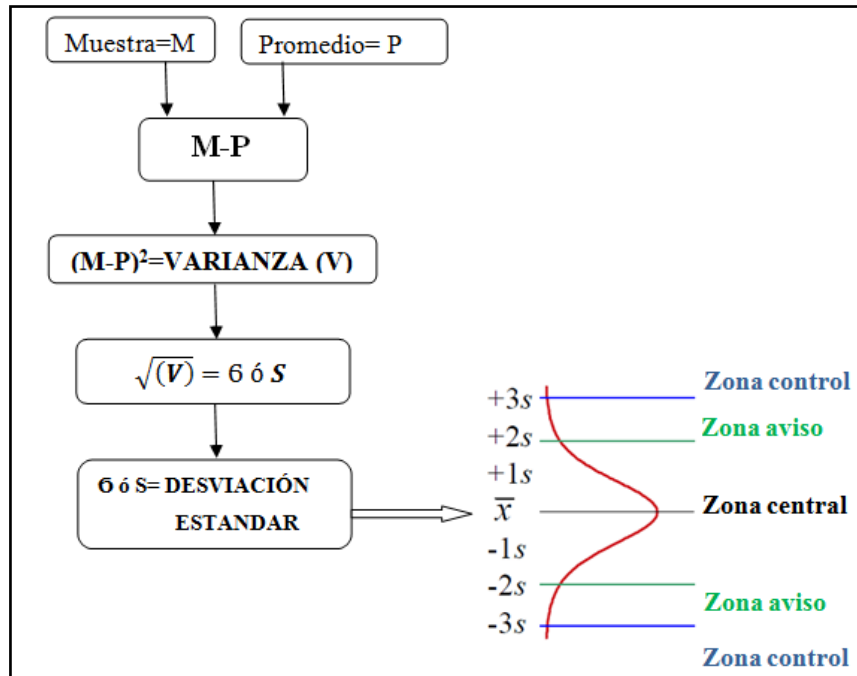 Muestra=M
Promedio= P
M-P
(M-P)²=VARIANZA (V)
√(V) = Ϭ ó S
Ϭ ó S= DESVIACIÓN
ESTANDAR
+3s
+2s
+1s
x̅
-1s
-2s
-3s
Zona control
Zona aviso
Zona central
Zona aviso
Zona control